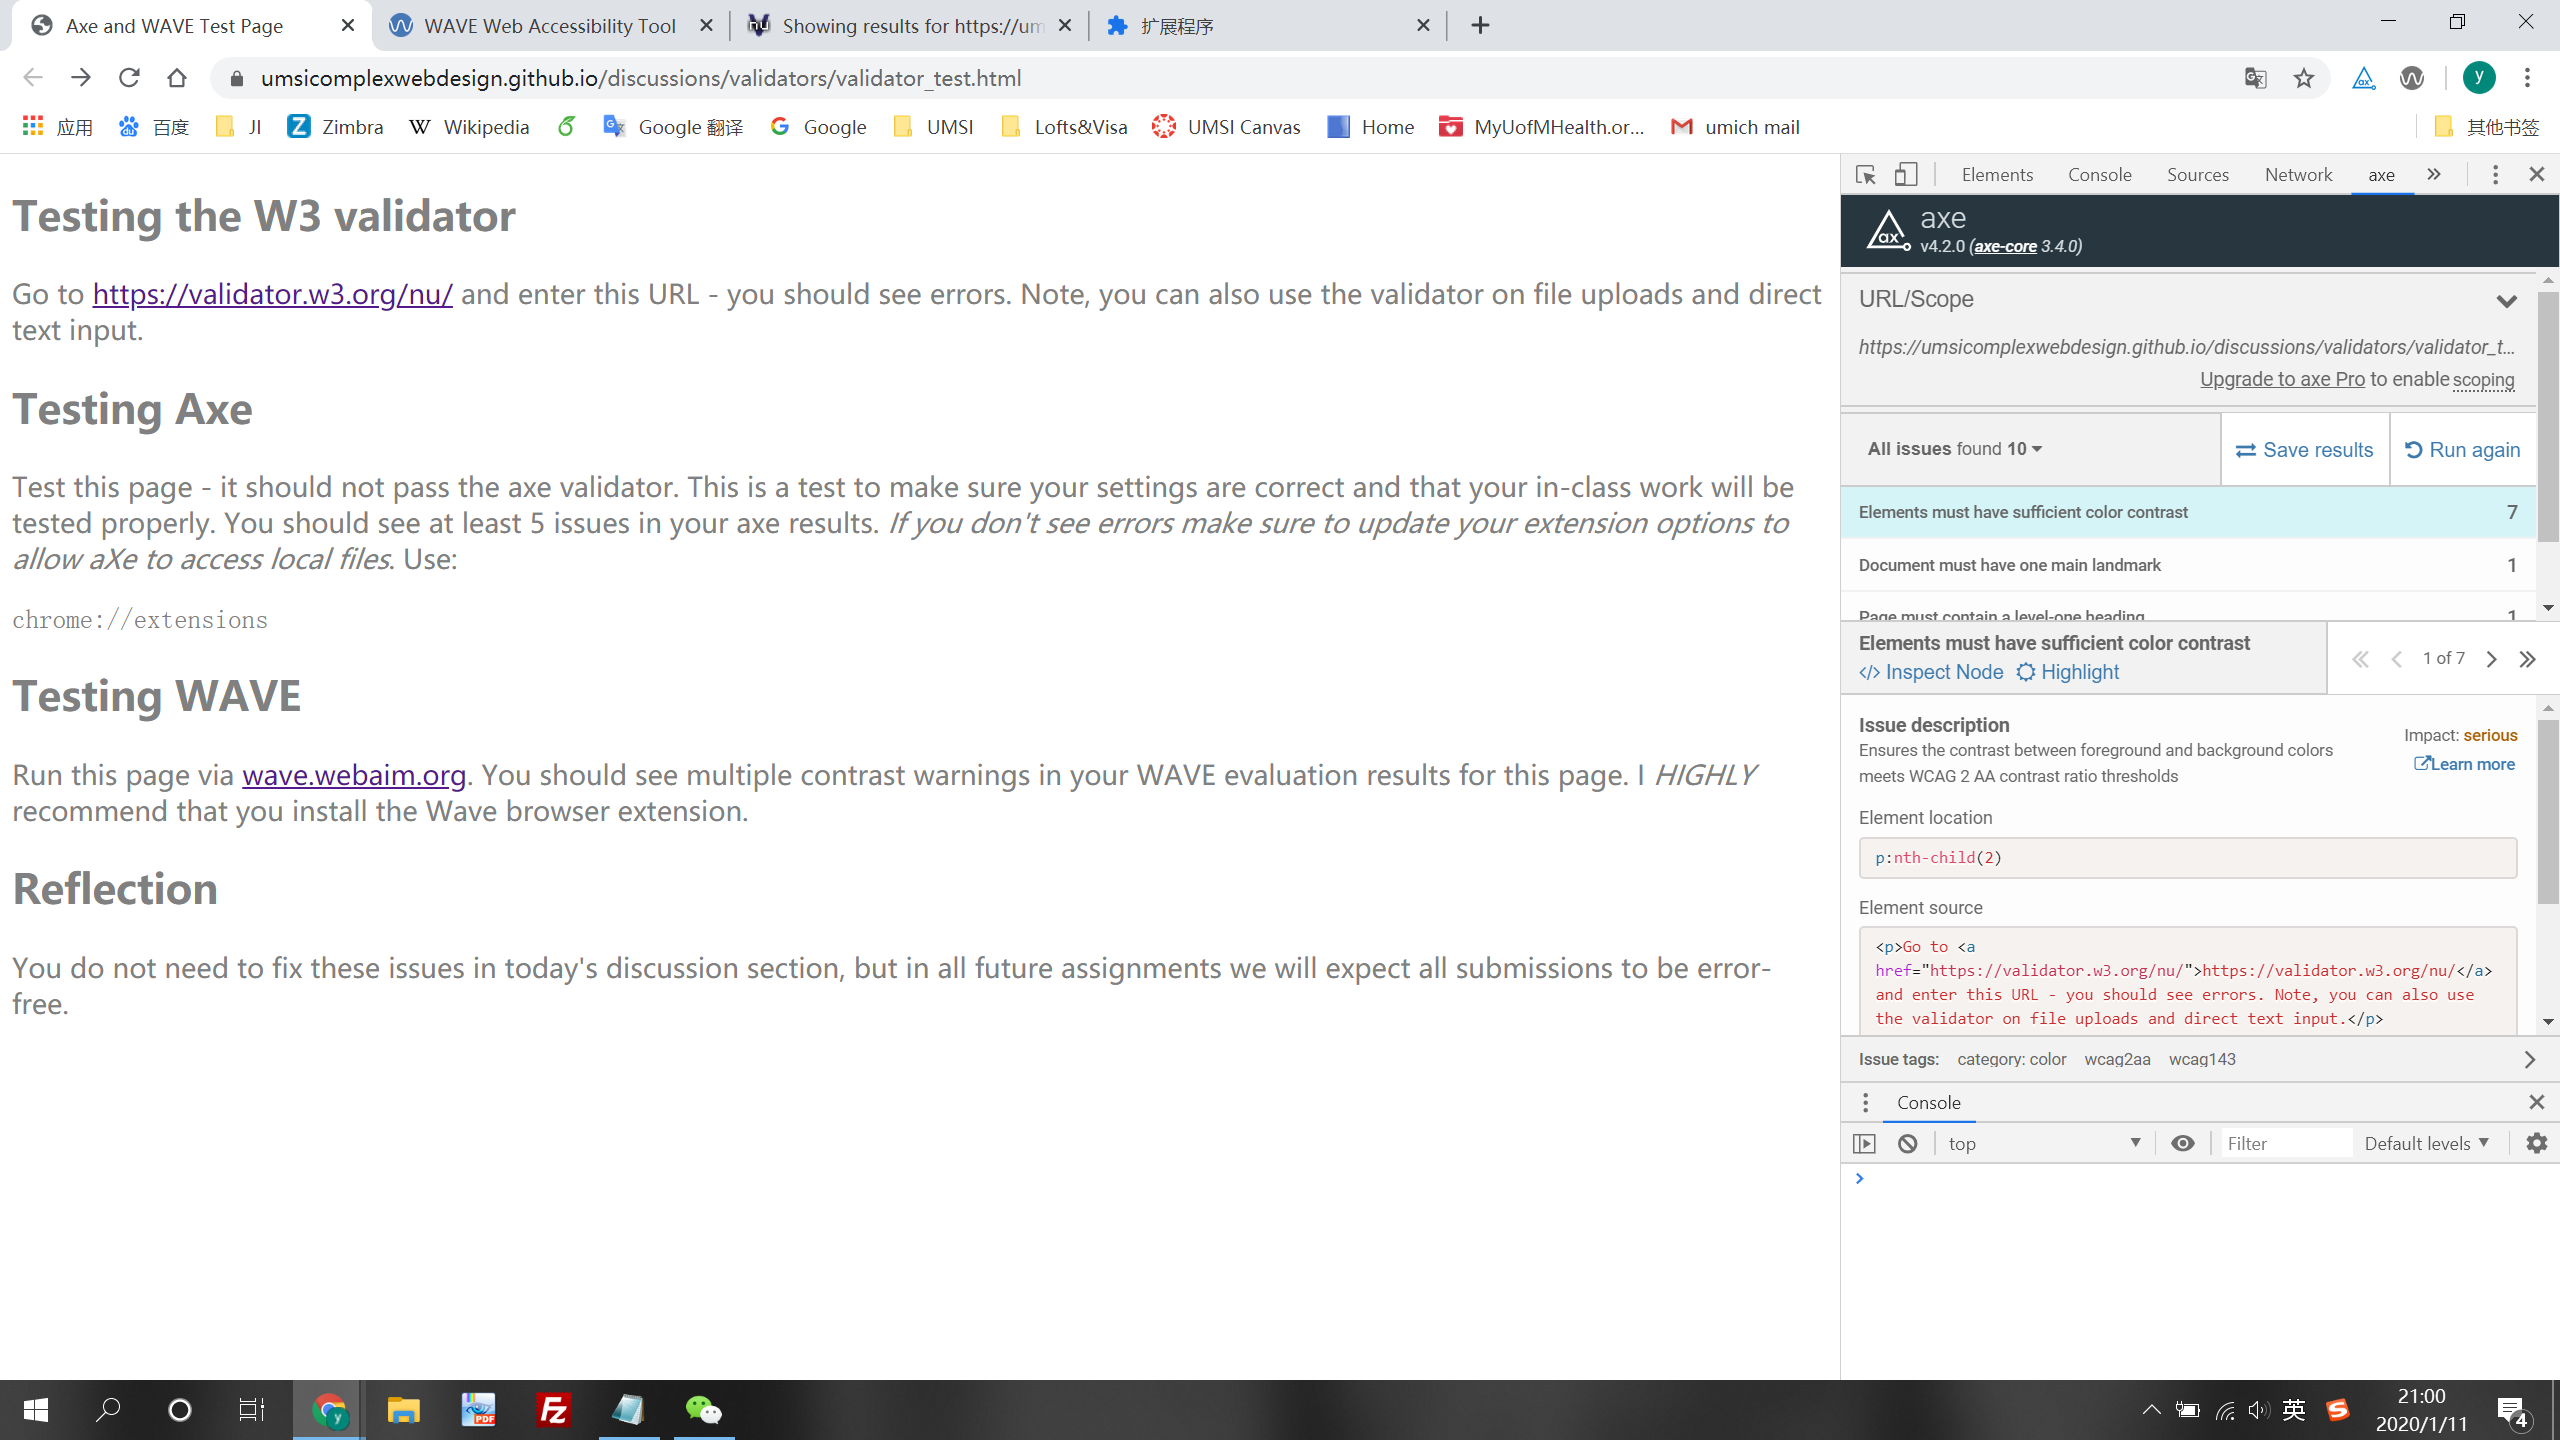 Axe and WAVE Test Page
WAVE Web Accessibility Tool
Showing results for https://um
扩展程序
umsicomplexwebdesign.github.io/discussions/validators/validator_test.html
y
应用
百度
JI
Zimbra
Wikipedia
Google 翻译
Google
UMSI
Lofts&Visa
UMSI Canvas
Home
MyUofMHealth.or...
umich mail
其他书签
Testing the W3 validator
Go to https://validator.w3.org/nu/ and enter this URL - you should see errors. Note, you can also use the validator on file uploads and direct
text input.
Testing Axe
Test this page - it should not pass the axe validator. This is a test to make sure your settings are correct and that your in-class work will be
tested properly. You should see at least 5 issues in your axe results. If you don't see errors make sure to update your extension options to
allow aXe to access local files. Use:
chrome://extensions
Testing WAVE
Run this page via wave.webaim.org. You should see multiple contrast warnings in your WAVE evaluation results for this page. I HIGHLY
recommend that you install the Wave browser extension.
Reflection
You do not need to fix these issues in today's discussion section, but in all future assignments we will expect all submissions to be error-
free.
Elements Console Sources Network axe
axe
v4.2.0 (axe-core 3.4.0)
URL/Scope
https://umsicomplexwebdesign.github.io/discussions/validators/validator_t...
Upgrade to axe Pro to enable scoping
All issues found 10
Save results
Run again
Elements must have sufficient color contrast 7
Document must have one main landmark 1
Page must contain a level-one heading 1
Elements must have sufficient color contrast
</> Inspect Node Highlight
1 of 7
Issue description
Impact: serious
Ensures the contrast between foreground and background colors
meets WCAG 2 AA contrast ratio thresholds
Learn more
Element location
p:nth-child(2)
Element source
<p>Go to <a
href="https://validator.w3.org/nu/">https://validator.w3.org/nu/</a>
and enter this URL - you should see errors. Note, you can also use
the validator on file uploads and direct text input.</p>
Issue tags: category: color wcag2aa wcag143
Console
top
Filter
Default levels
英
21:00
2020/1/11
4